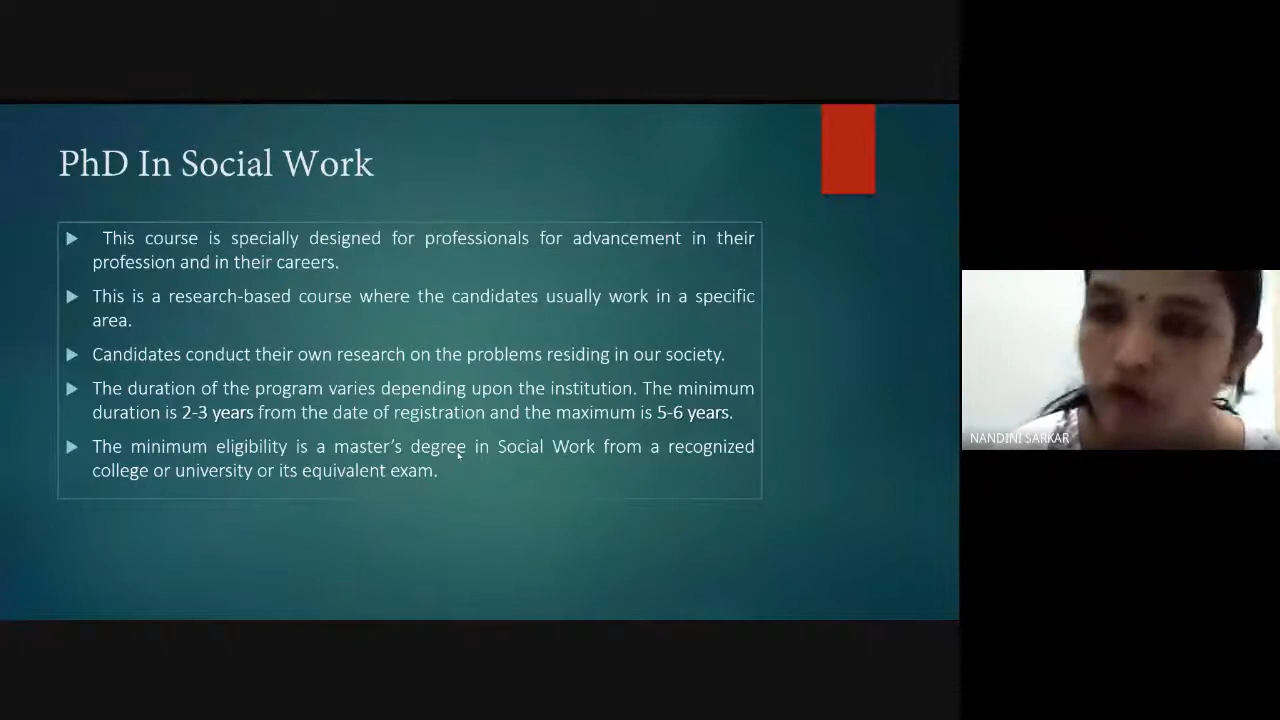 PhD In Social Work
This course is specially designed for professionals for advancement in their
profession and in their careers.
This is a research-based course where the candidates usually work in a specific
area.
Candidates conduct their own research on the problems residing in our society.
The duration of the program varies depending upon the institution. The minimum
duration is 2-3 years from the date of registration and the maximum is 5-6 years.
The minimum eligibility is a master’s degree in Social Work from a recognized
college or university or its equivalent exam.
NANDINI SARKAR